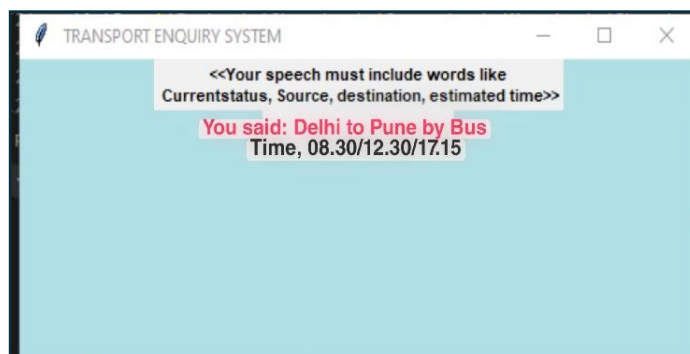 TRANSPORT ENQUIRY SYSTEM
<<Your speech must include words like
Currentstatus, Source, destination, estimated time>>
You said: Delhi to Pune by Bus
Time, 08.30/12.30/17.15